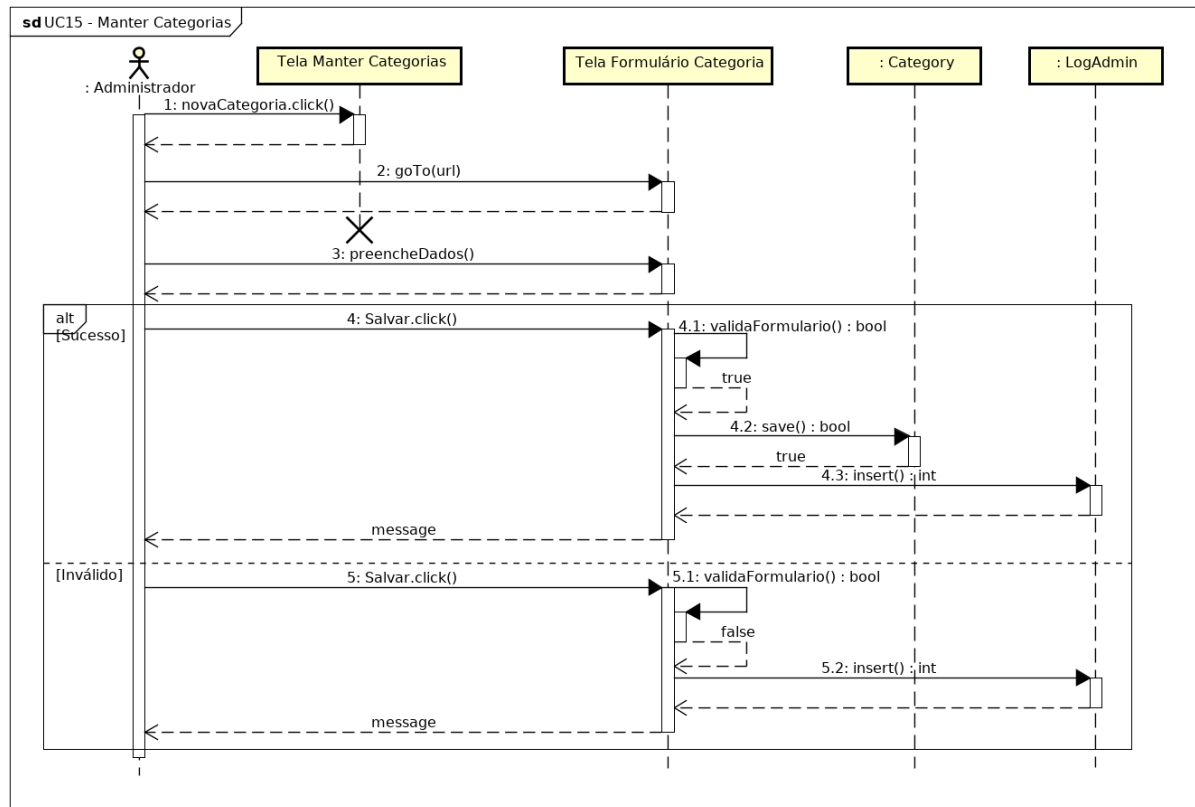 sd UC15 - Manter Categorias
: Administrador
Tela Manter Categorias
Tela Formulário Categoria
: Category
: LogAdmin
1: novaCategoria.click()
2: goTo(url)
3: preencheDados()
alt
[Sucesso]
4: Salvar.click()
4.1: validaFormulario() : bool
true
4.2: save() : bool
true
4.3: insert() : int
message
[Inválido]
5: Salvar.click()
5.1: validaFormulario() : bool
false
5.2: insert() : int
message